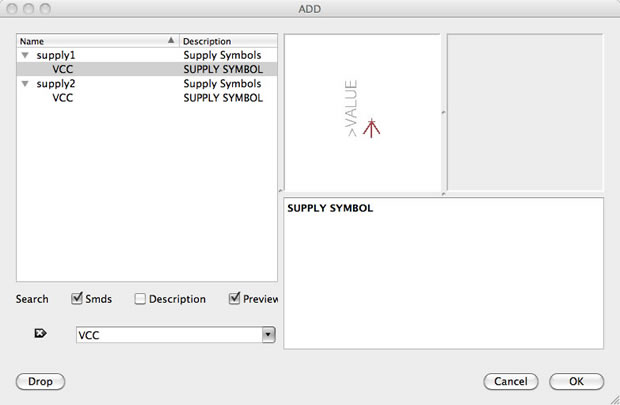 ADD
Name Description
supply1 Supply Symbols
VCC SUPPLY SYMBOL
supply2 Supply Symbols
VCC SUPPLY SYMBOL
>VALUE
SUPPLY SYMBOL
Search Smds Description Preview
VCC
Drop Cancel OK